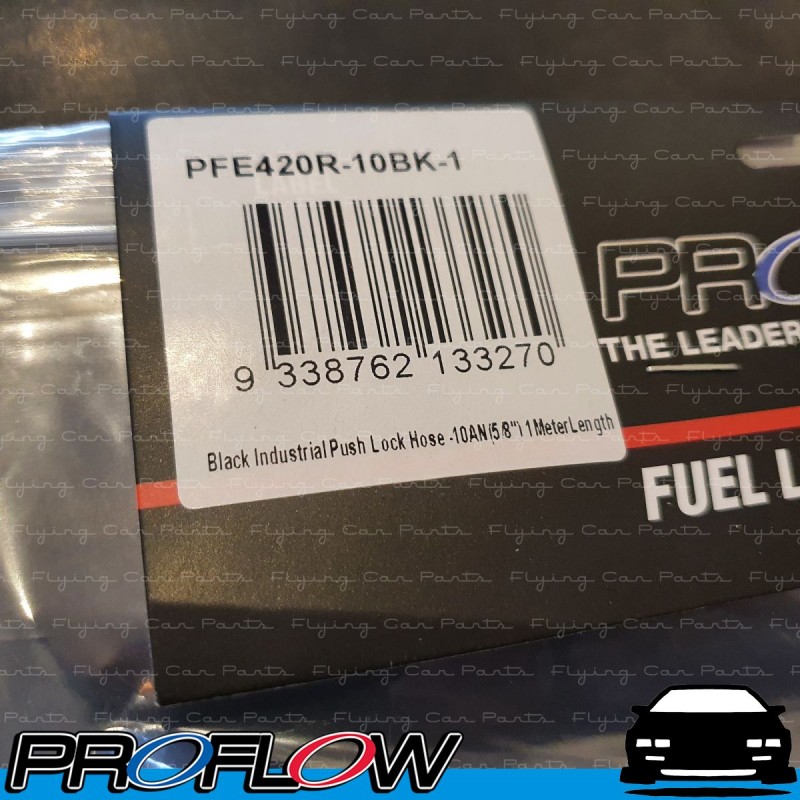 PFE420R-10BK-1
LABEL
9 338762 133270
Black Industrial Push Lock Hose -10AN (5/8") 1 Meter Length
PRO
THE LEADER
FUEL L
Flying Car Parts
PROFLOW